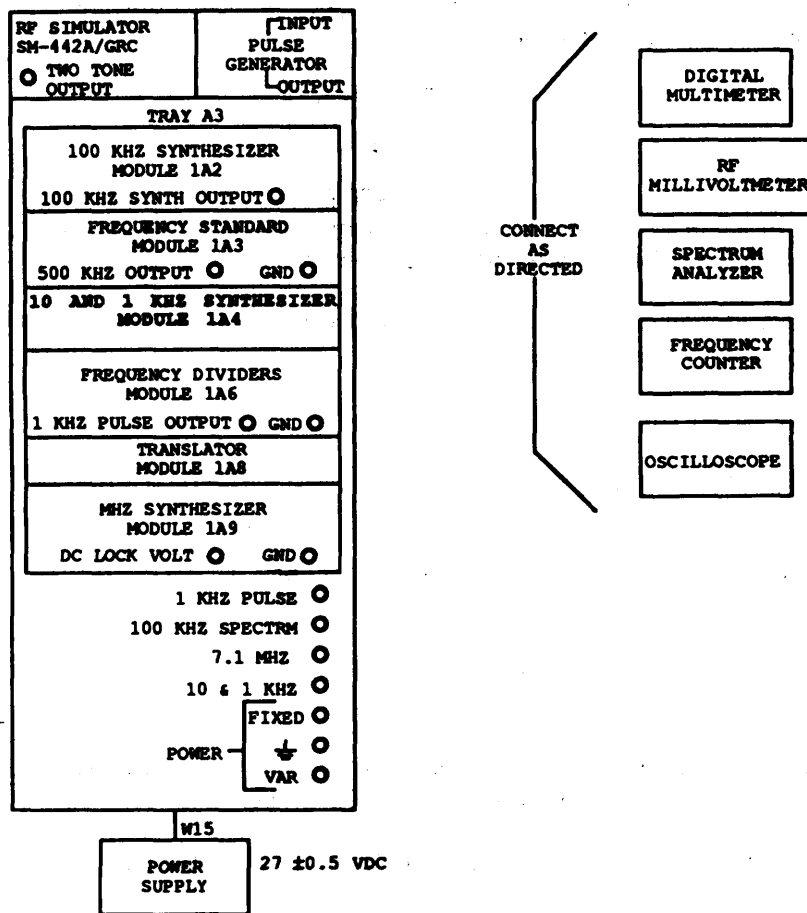 RF SIMULATOR
SM-442A/GRC
TWO TONE
OUTPUT
INPUT
PULSE
GENERATOR
OUTPUT
TRAY A3
100 KHZ SYNTHESIZER
MODULE 1A2
100 KHZ SYNTH OUTPUT
FREQUENCY STANDARD
MODULE 1A3
500 KHZ OUTPUT GND
10 AND 1 KHZ SYNTHESIZER
MODULE 1A4
FREQUENCY DIVIDERS
MODULE 1A6
1 KHZ PULSE OUTPUT GND
TRANSLATOR
MODULE 1A8
MHZ SYNTHESIZER
MODULE 1A9
DC LOCK VOLT GND
1 KHZ PULSE
100 KHZ SPECTRM
7.1 MHZ
10 & 1 KHZ
FIXED
POWER
VAR
W15
POWER
SUPPLY
27 ±0.5 VDC
CONNECT
AS
DIRECTED
DIGITAL
MULTIMETER
RF
MILLIVOLTMETER
SPECTRUM
ANALYZER
FREQUENCY
COUNTER
OSCILLOSCOPE